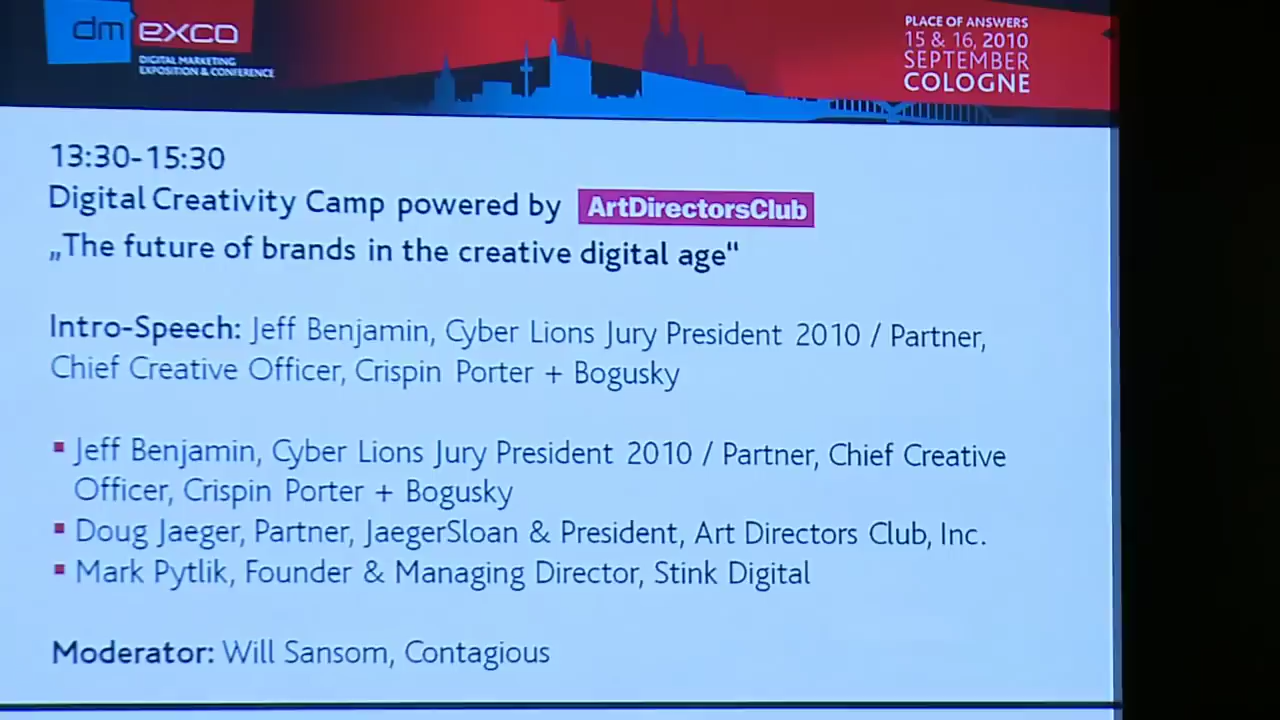 dm exco
DIGITAL MARKETING
EXPOSITION & CONFERENCE
PLACE OF ANSWERS
15 & 16, 2010
SEPTEMBER
COLOGNE
13:30-15:30
Digital Creativity Camp powered by ArtDirectorsClub
„The future of brands in the creative digital age"
Intro-Speech: Jeff Benjamin, Cyber Lions Jury President 2010 / Partner,
Chief Creative Officer, Crispin Porter + Bogusky
▪ Jeff Benjamin, Cyber Lions Jury President 2010 / Partner, Chief Creative
Officer, Crispin Porter + Bogusky
▪ Doug Jaeger, Partner, JaegerSloan & President, Art Directors Club, Inc.
▪ Mark Pytlik, Founder & Managing Director, Stink Digital
Moderator: Will Sansom, Contagious